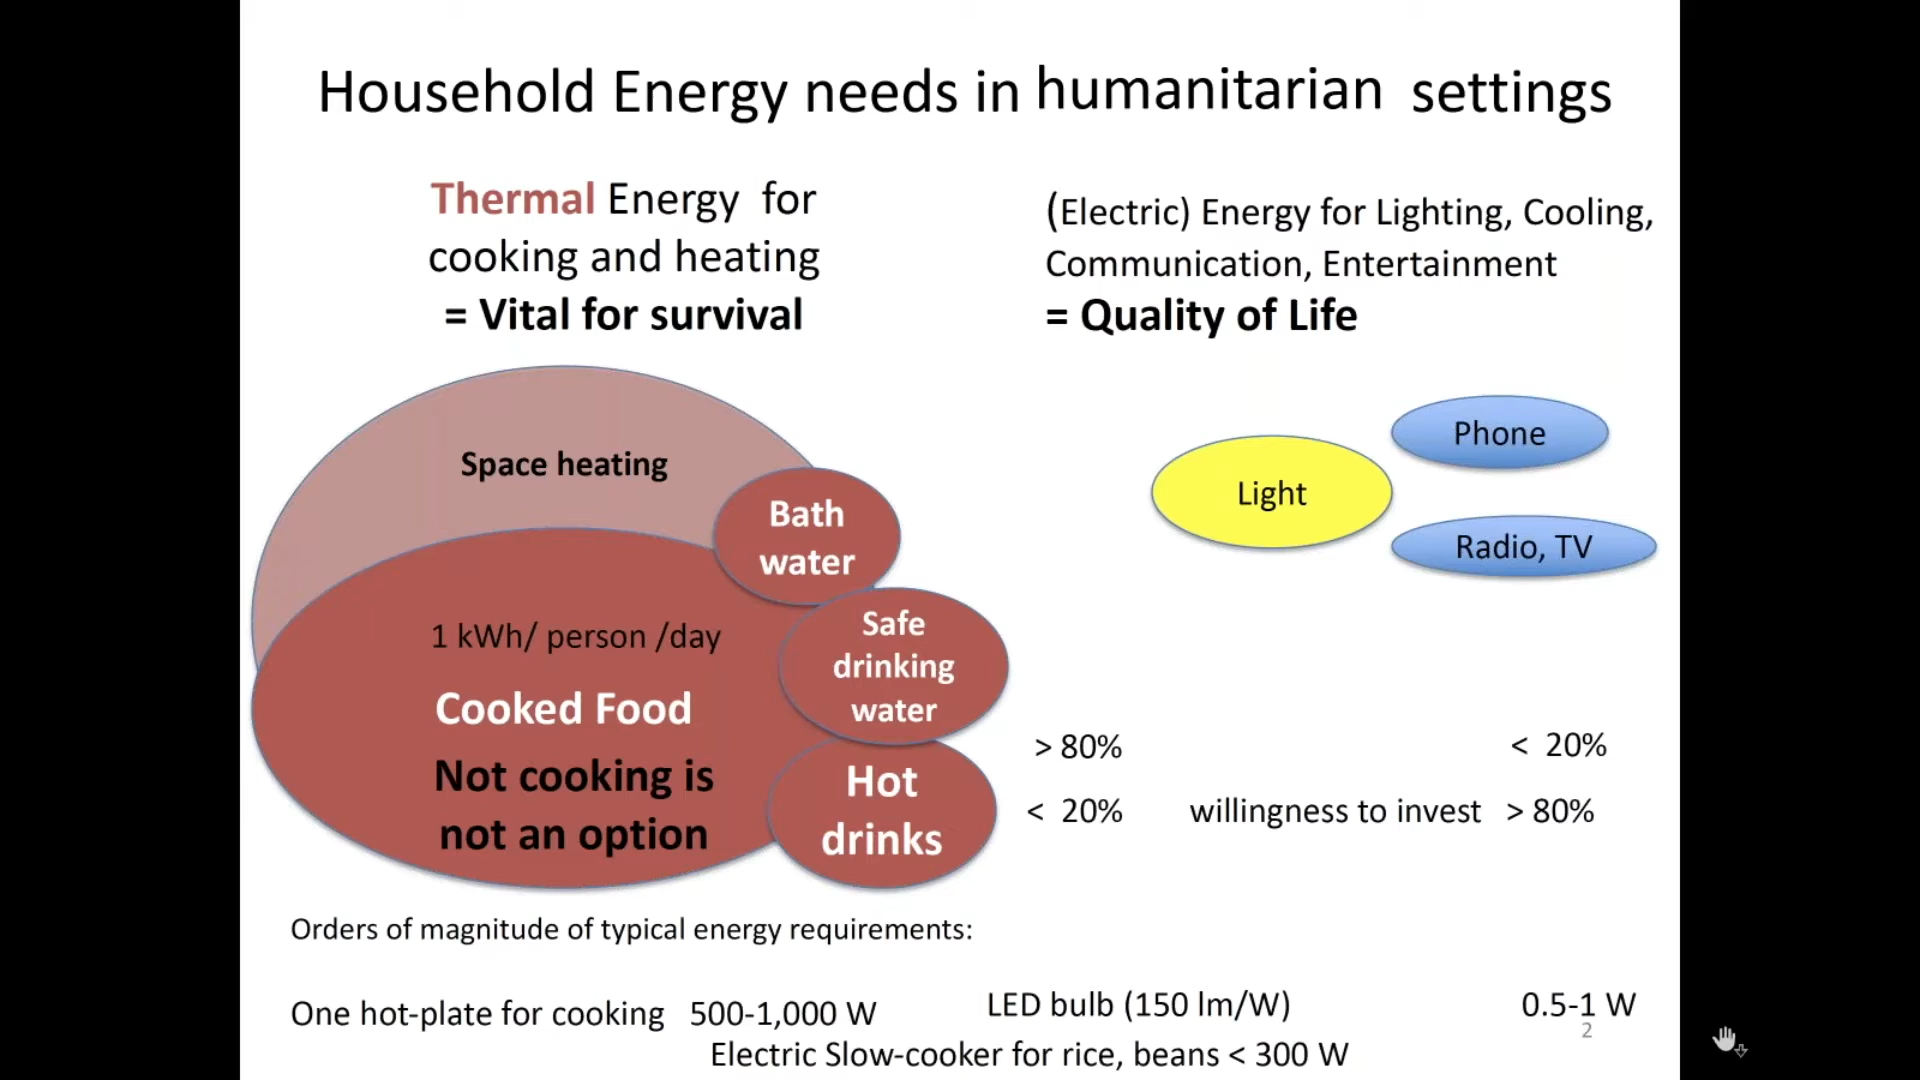 Household Energy needs in humanitarian settings
Thermal Energy for
cooking and heating
= Vital for survival
(Electric) Energy for Lighting, Cooling,
Communication, Entertainment
= Quality of Life
Space heating
Bath
water
Safe
drinking
water
1 kWh/ person /day
Cooked Food
Not cooking is
not an option
Hot
drinks
Light
Phone
Radio, TV
> 80%
< 20%
< 20% willingness to invest > 80%
Orders of magnitude of typical energy requirements:
One hot-plate for cooking 500-1,000 W
LED bulb (150 lm/W) 0.5-1 W
2
Electric Slow-cooker for rice, beans < 300 W